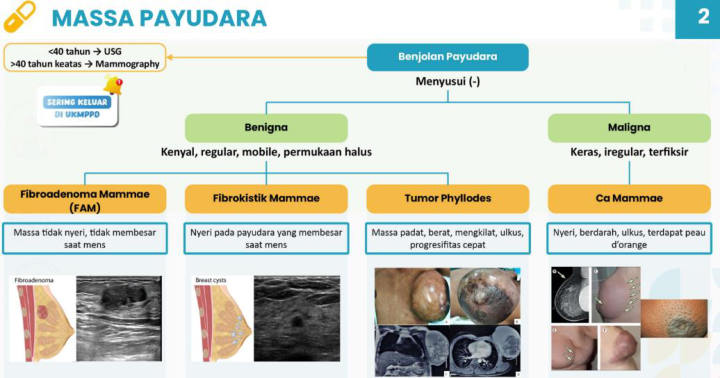 MASSA PAYUDARA
2
<40 tahun → USG
>40 tahun keatas → Mammography
Benjolan Payudara
Menyusui (-)
SERING KELUAR
DI UKMPPD
Benigna
Maligna
Kenyal, regular, mobile, permukaan halus
Keras, iregular, terfiksir
Fibroadenoma Mammae
(FAM)
Fibrokistik Mammae
Tumor Phyllodes
Ca Mammae
Massa tidak nyeri, tidak membesar
saat mens
Nyeri pada payudara yang membesar
saat mens
Massa padat, berat, mengkilat, ulkus,
progresifitas cepat
Nyeri, berdarah, ulkus, terdapat peau
d'orange
Fibroadenoma
Breast cysts